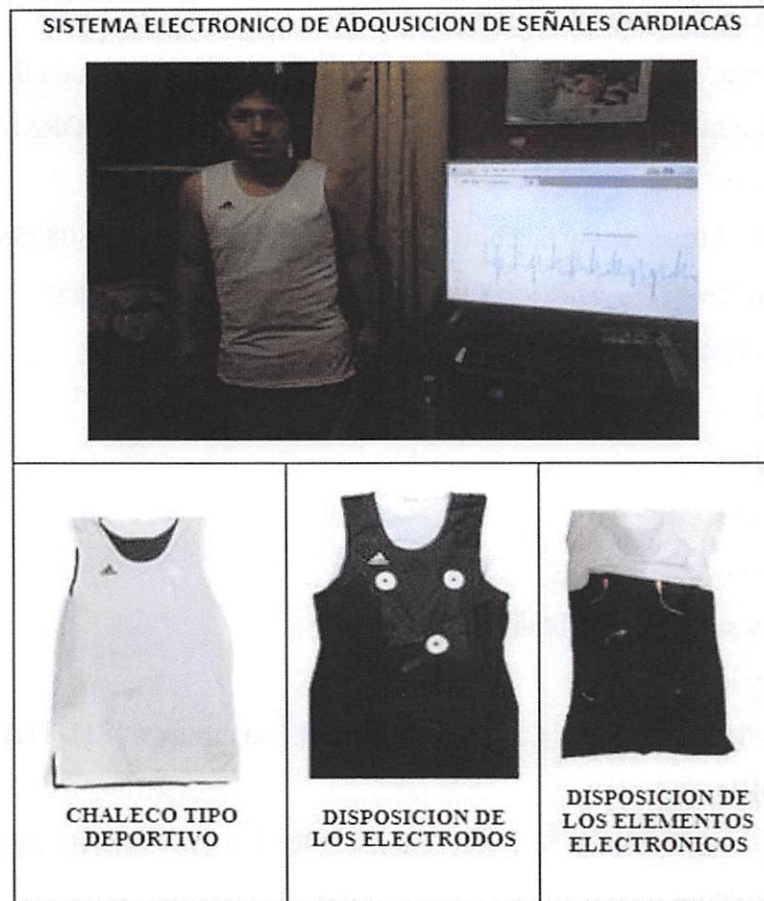 SISTEMA ELECTRONICO DE ADQUSICION DE SEÑALES CARDIACAS
CHALECO TIPO
DEPORTIVO
DISPOSICION DE
LOS ELECTRODOS
DISPOSICION DE
LOS ELEMENTOS
ELECTRONICOS